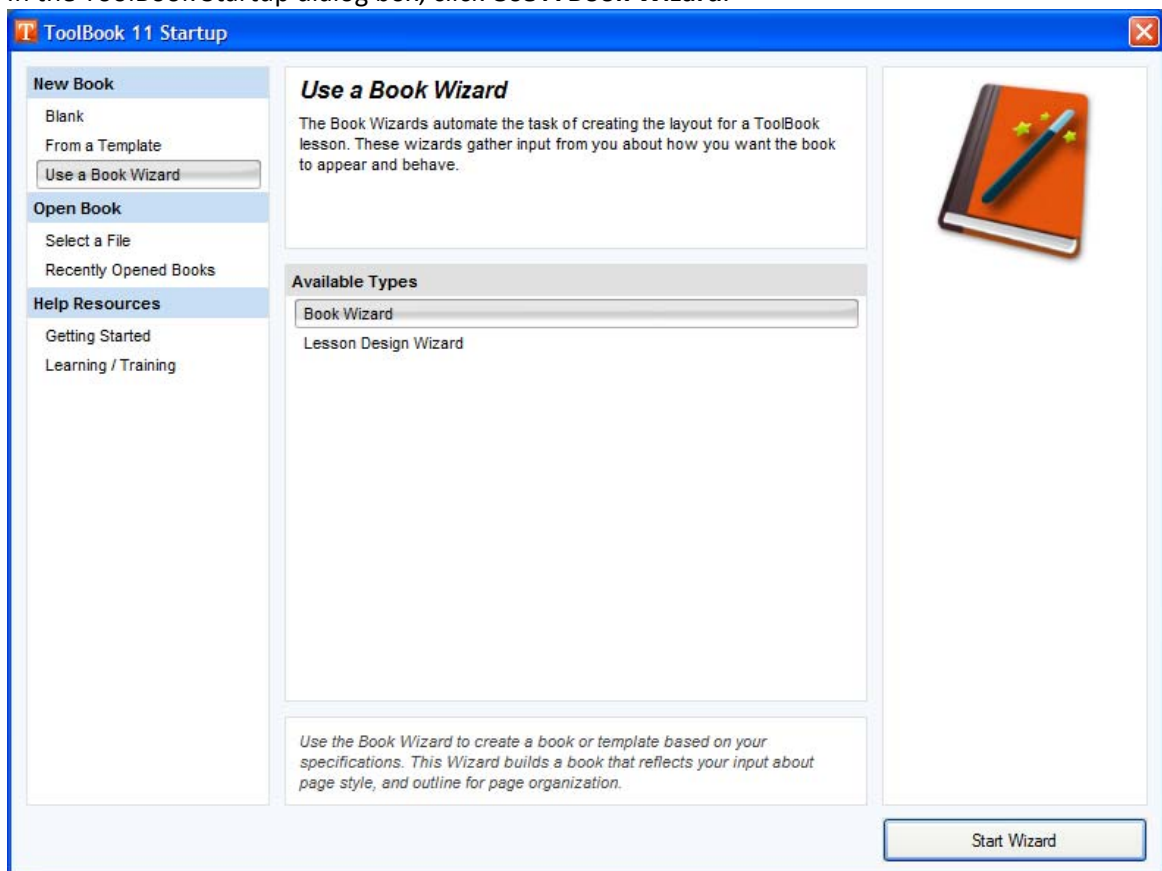 ToolBook 11 Startup
New Book
Blank
From a Template
Use a Book Wizard
Open Book
Select a File
Recently Opened Books
Help Resources
Getting Started
Learning / Training
Use a Book Wizard
The Book Wizards automate the task of creating the layout for a ToolBook
lesson. These wizards gather input from you about how you want the book
to appear and behave.
Available Types
Book Wizard
Lesson Design Wizard
Use the Book Wizard to create a book or template based on your
specifications. This Wizard builds a book that reflects your input about
page style, and outline for page organization.
Start Wizard